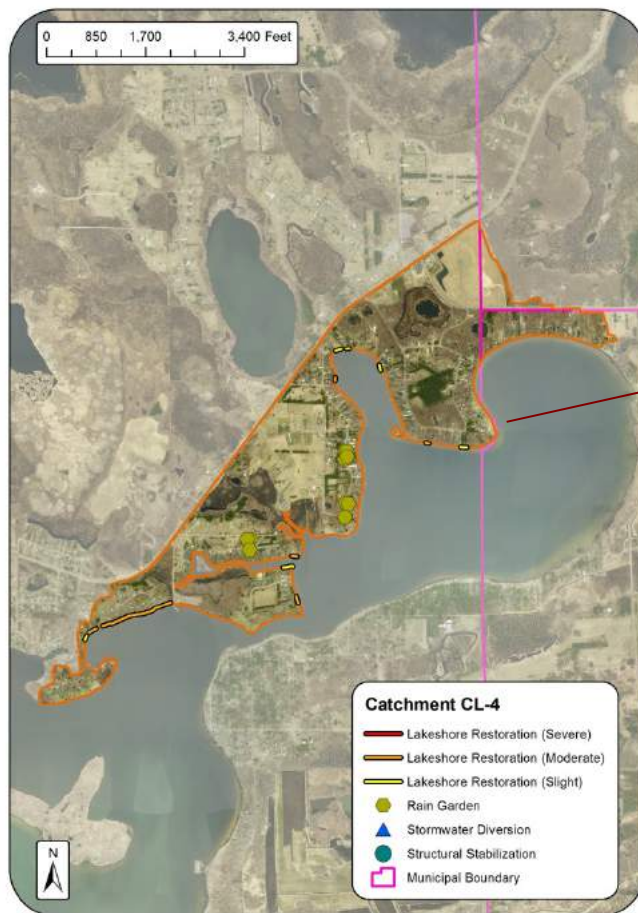 0 850 1,700 3,400 Feet
N
Catchment CL-4
Lakeshore Restoration (Severe)
Lakeshore Restoration (Moderate)
Lakeshore Restoration (Slight)
Rain Garden
Stormwater Diversion
Structural Stabilization
Municipal Boundary